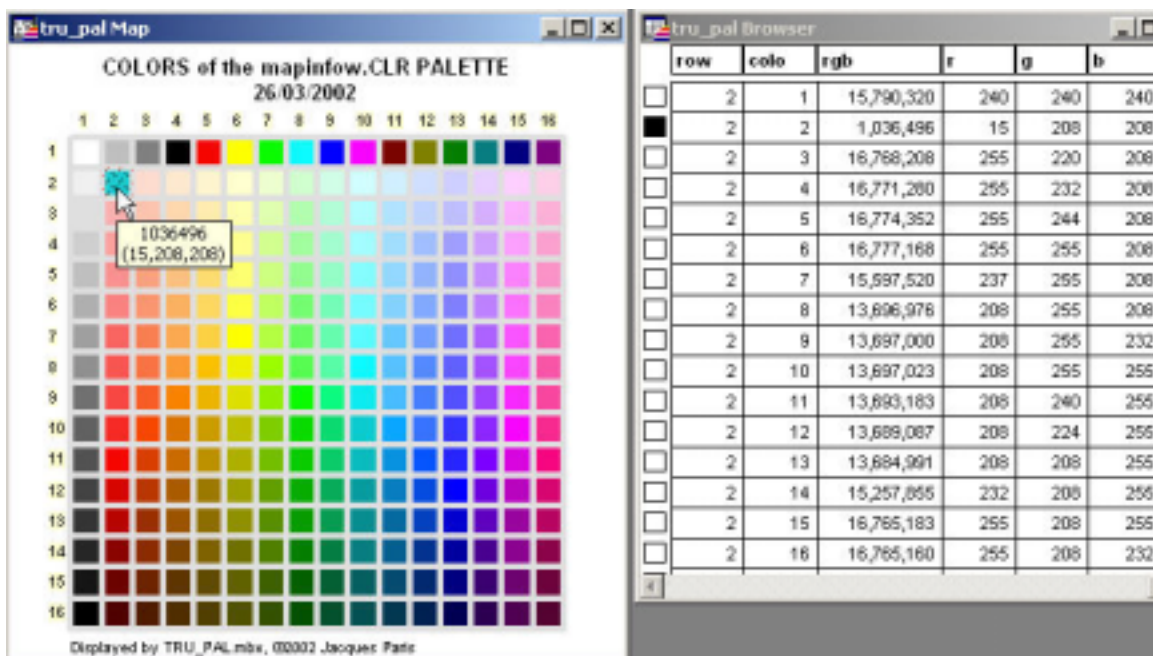 tru_pal Map
COLORS of the mapinfow.CLR PALETTE
26/03/2002
1 2 3 4 5 6 7 8 9 10 11 12 13 14 15 16
1
2
3
4
5
6
7
8
9
10
11
12
13
14
15
16
1036496
(15,208,208)
Displayed by TRU_PAL.mbx, ©2002 Jacques Paris
tru_pal Browser
row colo rgb r g b
2 1 15,790,320 240 240 240
2 2 1,036,496 15 208 208
2 3 16,768,208 255 220 208
2 4 16,771,280 255 232 208
2 5 16,774,352 255 244 208
2 6 16,777,168 255 255 208
2 7 15,597,520 237 255 208
2 8 13,696,976 208 255 208
2 9 13,697,000 208 255 232
2 10 13,697,023 208 255 255
2 11 13,693,183 208 240 255
2 12 13,689,087 208 224 255
2 13 13,684,991 208 208 255
2 14 15,257,855 232 208 255
2 15 16,765,183 255 208 255
2 16 16,765,160 255 208 232